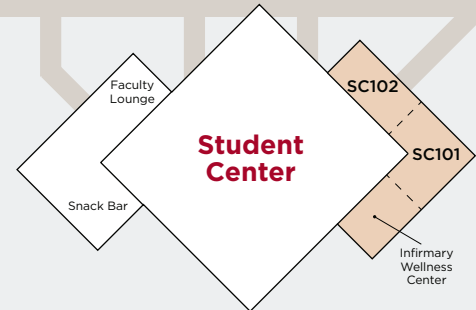 Faculty
Lounge
Snack Bar
Student
Center
SC102
SC101
Infirmary
Wellness
Center